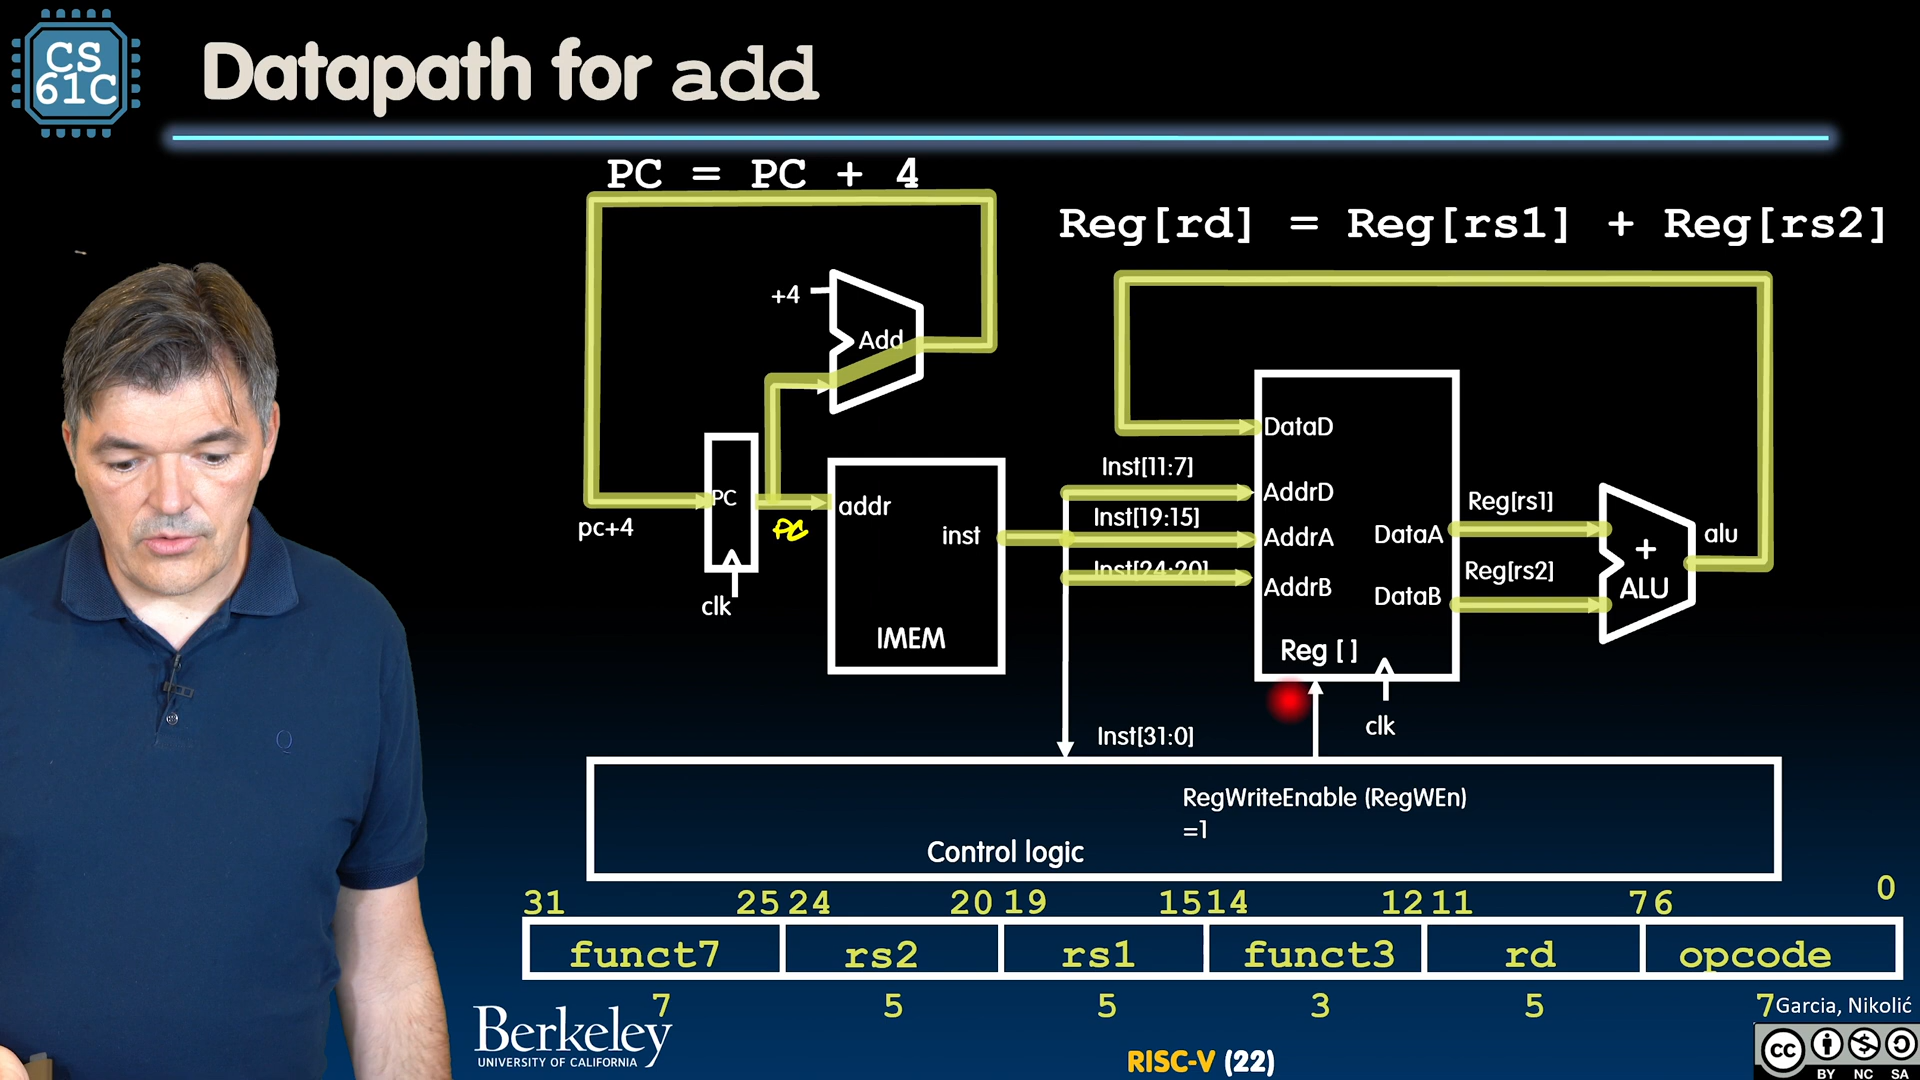 CS
61C
Datapath for add
PC = PC + 4
Reg[rd] = Reg[rs1] + Reg[rs2]
+4
Add
DataD
Inst[11:7]
AddrD
PC
addr
Inst[19:15]
Reg[rs1]
pc+4
PC
inst
AddrA
DataA
alu
+
Inst[24:20]
Reg[rs2]
AddrB
DataB
ALU
clk
IMEM
Reg [ ]
clk
Inst[31:0]
RegWriteEnable (RegWEn)
=1
Control logic
31 25 24 20 19 15 14 12 11 7 6 0
funct7 rs2 rs1 funct3 rd opcode
7 5 5 3 5 7
Garcia, Nikolić
Berkeley
UNIVERSITY OF CALIFORNIA
RISC-V (22)
cc
BY NC SA